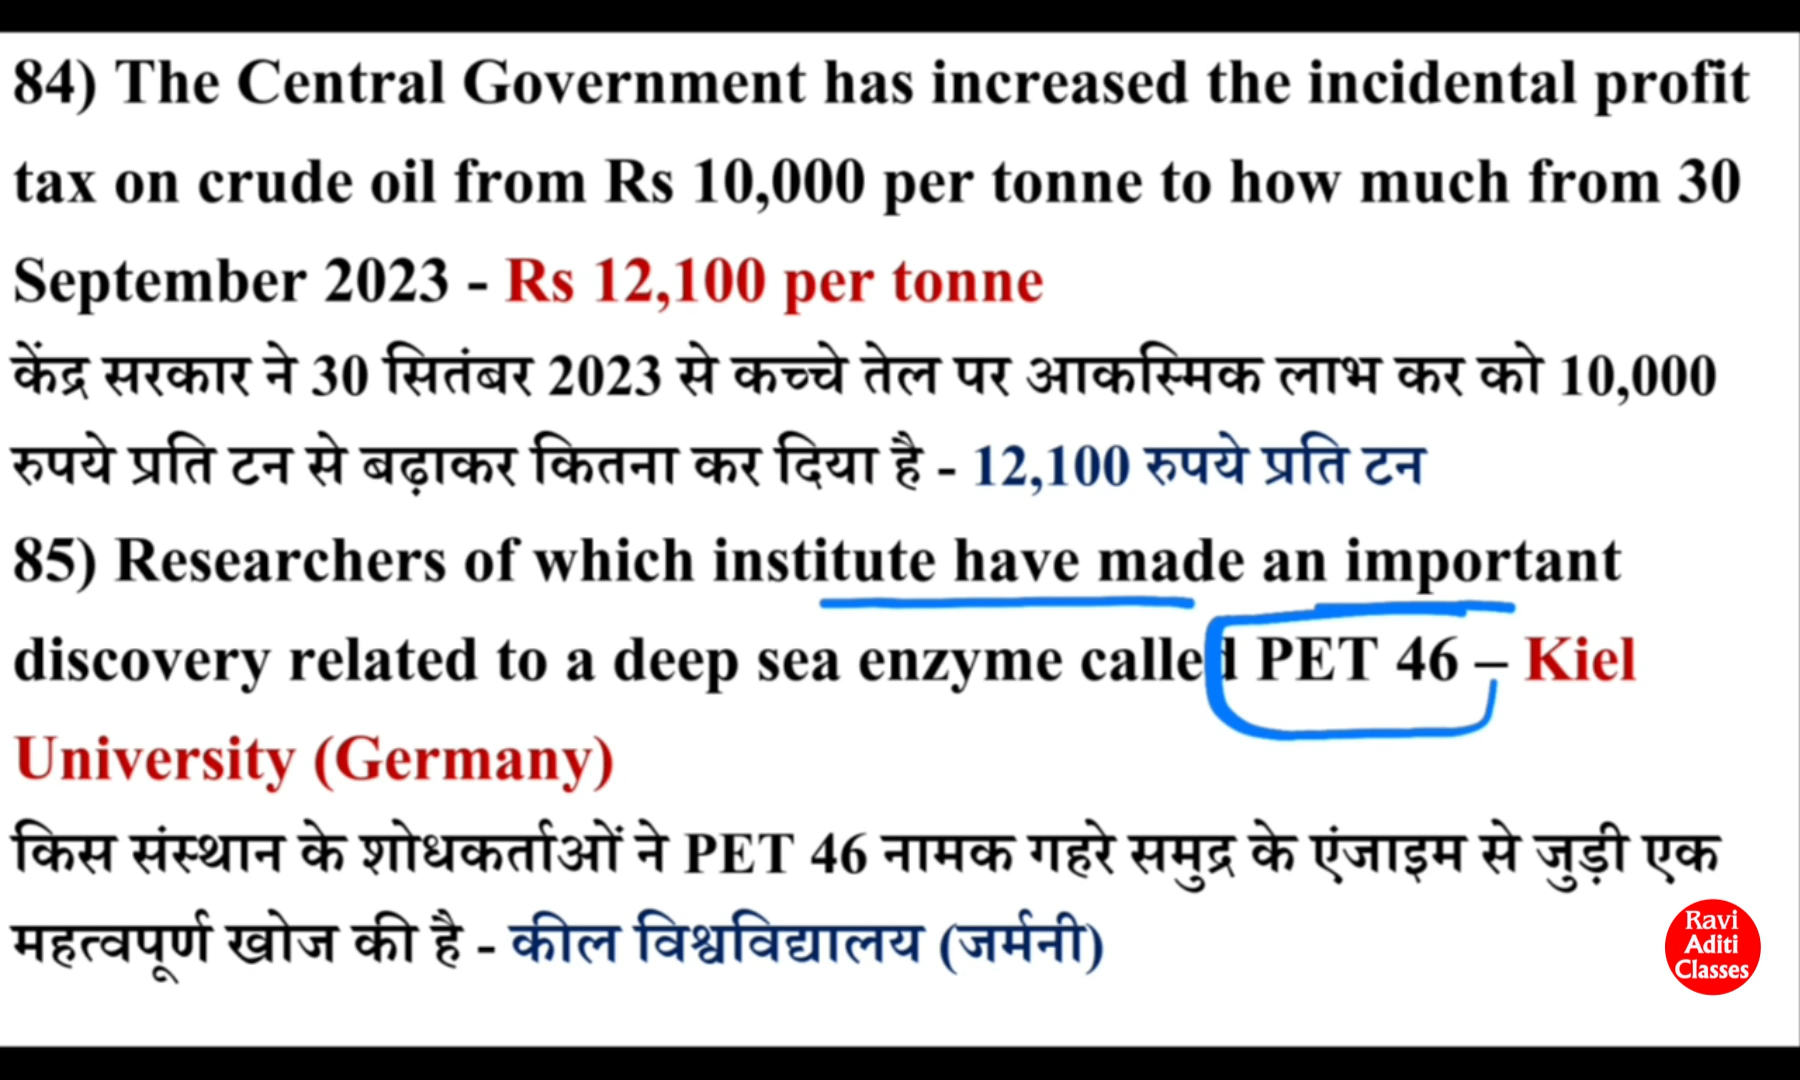 84) The Central Government has increased the incidental profit
tax on crude oil from Rs 10,000 per tonne to how much from 30
September 2023 - Rs 12,100 per tonne
केंद्र सरकार ने 30 सितंबर 2023 से कच्चे तेल पर आकस्मिक लाभ कर को 10,000
रुपये प्रति टन से बढ़ाकर कितना कर दिया है - 12,100 रुपये प्रति टन
85) Researchers of which institute have made an important
discovery related to a deep sea enzyme called PET 46 – Kiel
University (Germany)
किस संस्थान के शोधकर्ताओं ने PET 46 नामक गहरे समुद्र के एंजाइम से जुड़ी एक
महत्वपूर्ण खोज की है - कील विश्वविद्यालय (जर्मनी)
Ravi
Aditi
Classes